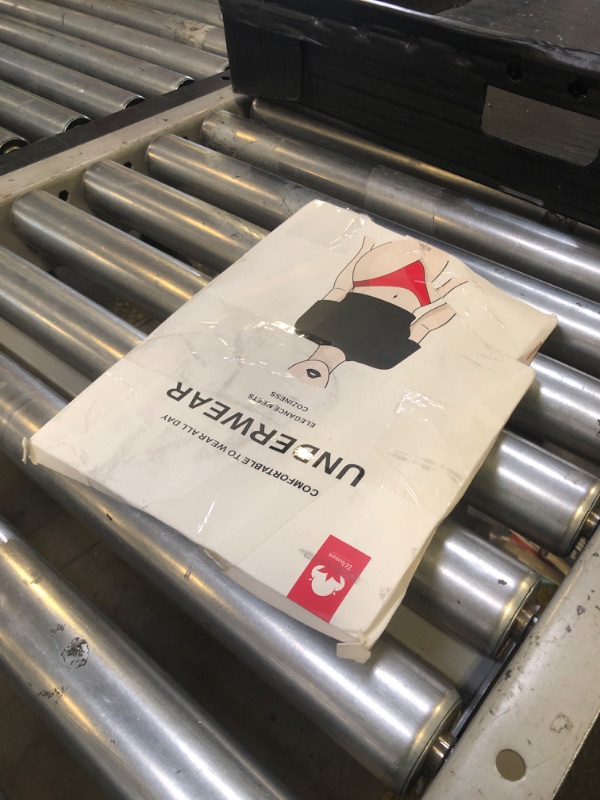 UNDERWEAR
COMFORTABLE TO WEAR ALL DAY
ELEGANCE MEETS
COZINESS